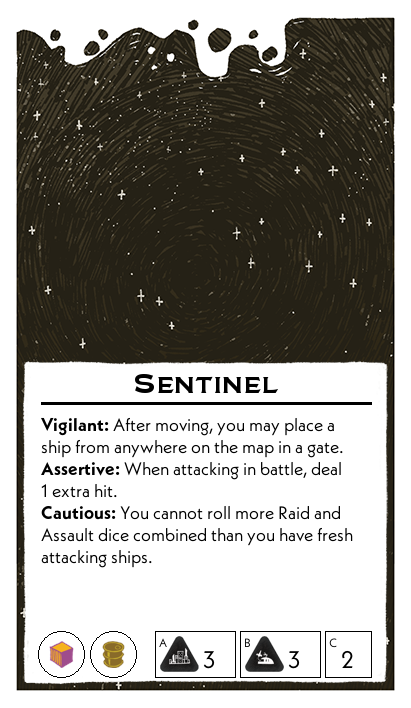 SENTINEL
Vigilant: After moving, you may place a
ship from anywhere on the map in a gate.
Assertive: When attacking in battle, deal
1 extra hit.
Cautious: You cannot roll more Raid and
Assault dice combined than you have fresh
attacking ships.
A 3 B 3 C 2